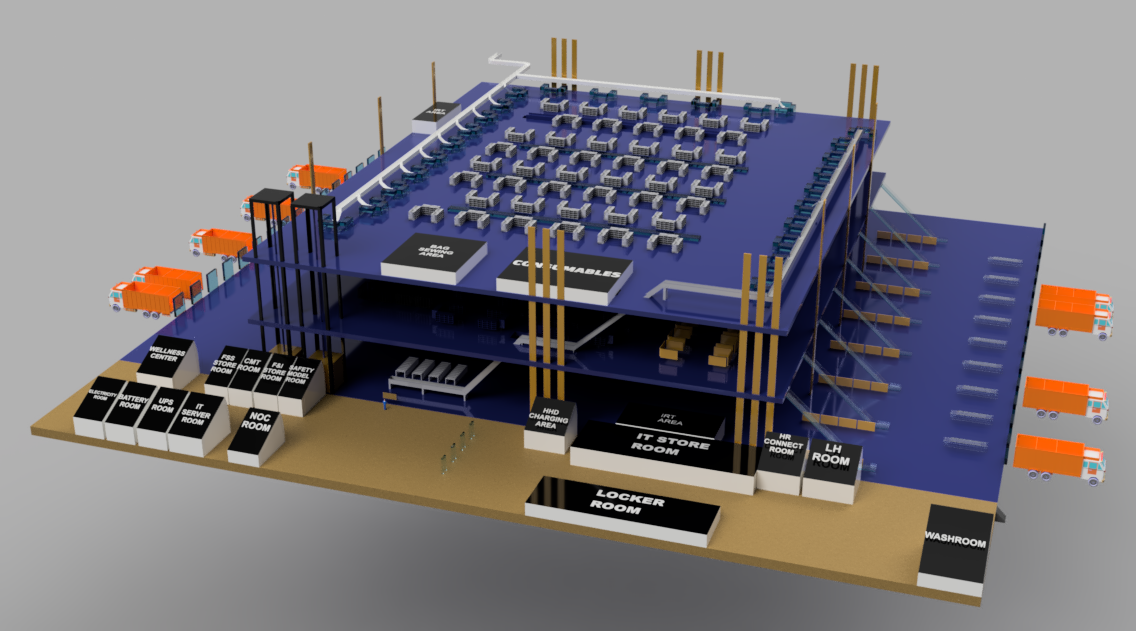 BAG
SEWING
AREA
CONSUMABLES
WELLNESS
CENTER
FSS
STORE
ROOM
CMT
ROOM
F&I
STORE
ROOM
SAFETY
MODEL
ROOM
ELECTRICITY
ROOM
BATTERY
ROOM
UPS
ROOM
IT
SERVER
ROOM
NOC
ROOM
HHD
CHARGING
AREA
IRT
AREA
IT STORE
ROOM
HR
CONNECT
ROOM
LH
ROOM
LOCKER
ROOM
WASHROOM